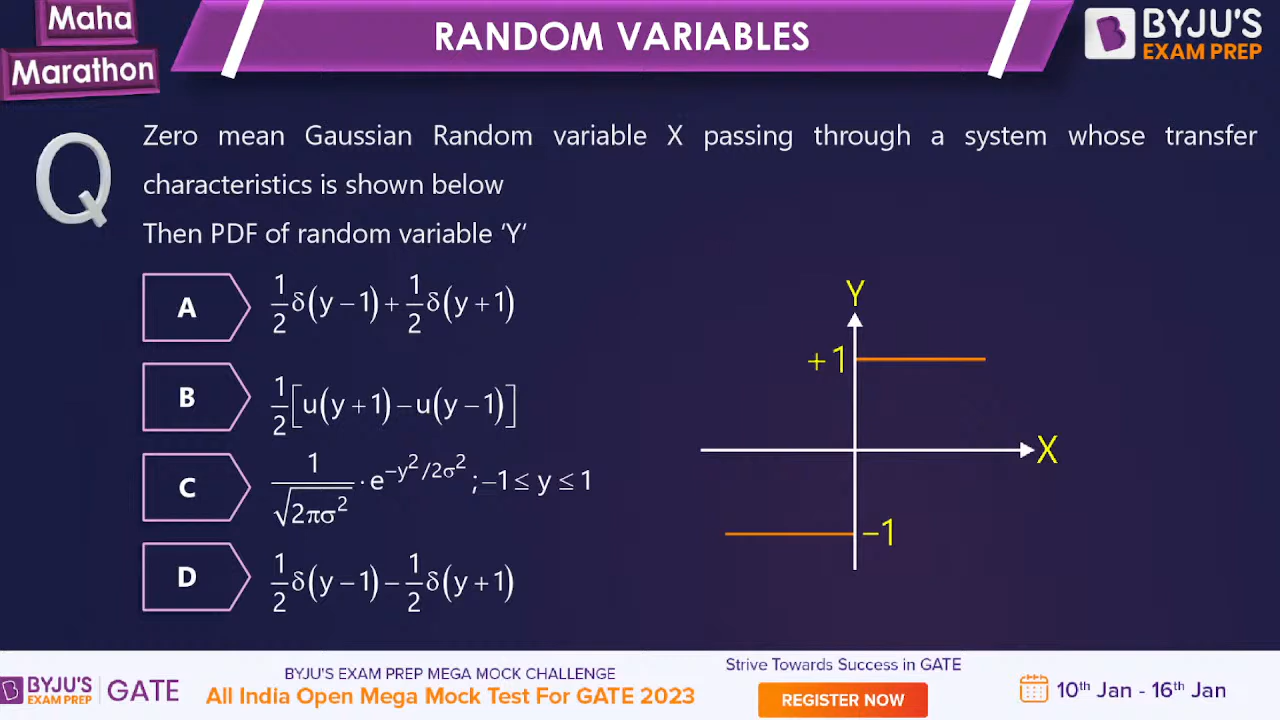 Maha
Marathon
RANDOM VARIABLES
BYJU'S
EXAM PREP
Q
Zero mean Gaussian Random variable X passing through a system whose transfer
characteristics is shown below
Then PDF of random variable 'Y'
A
1/2 δ(y − 1) + 1/2 δ(y + 1)
B
1/2 [u(y + 1) − u(y − 1)]
C
1/√2πσ² · e^(−y²/2σ²) ; −1 ≤ y ≤ 1
D
1/2 δ(y − 1) − 1/2 δ(y + 1)
Y
+1
X
−1
BYJU'S
EXAM PREP
GATE
BYJU'S EXAM PREP MEGA MOCK CHALLENGE
All India Open Mega Mock Test For GATE 2023
Strive Towards Success in GATE
REGISTER NOW
10th Jan - 16th Jan